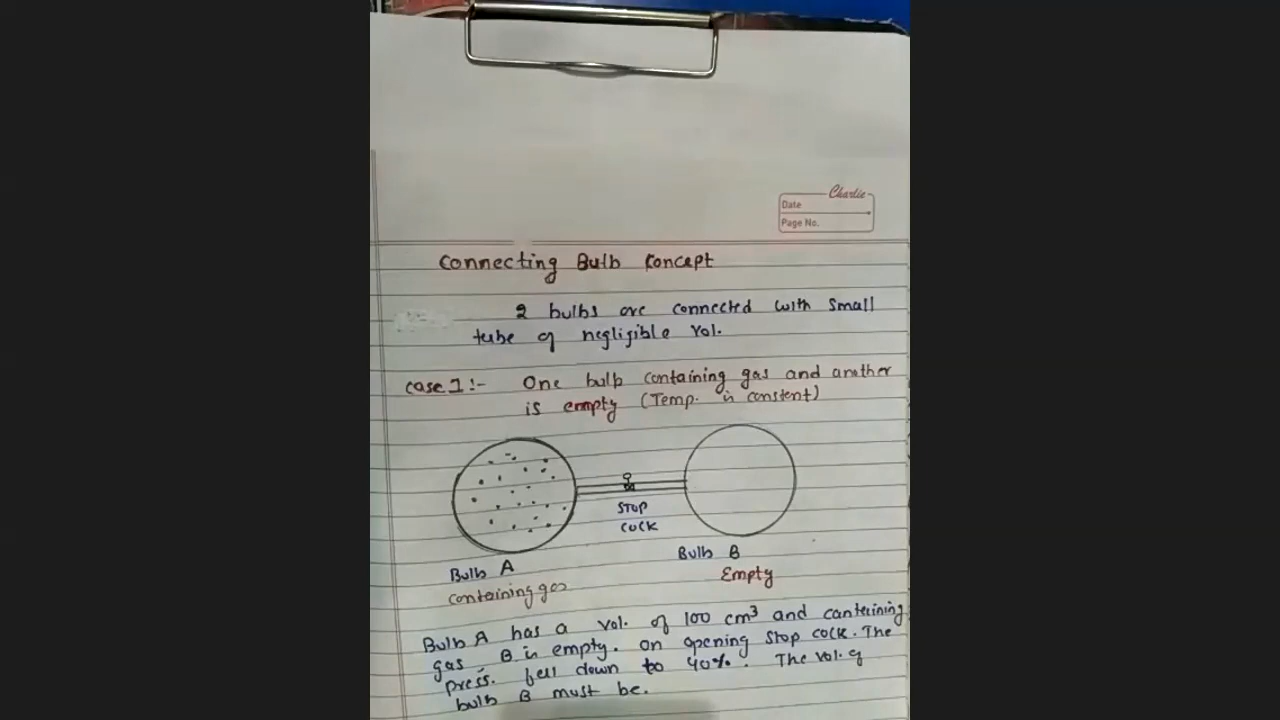 Charlie
Date
Page No.
Connecting Bulb Concept
2 bulbs are connected with small
tube of negligible vol.
Case 1:- One bulb containing gas and another
is empty (Temp. is constent)
STOP
COCK
Bulb A
Containing gas
Bulb B
Empty
Bulb A has a vol. of 100 cm³ and containing
gas, B is empty. on opening stop cock. The
press. fell down to 40%. The vol. of
bulb B must be.